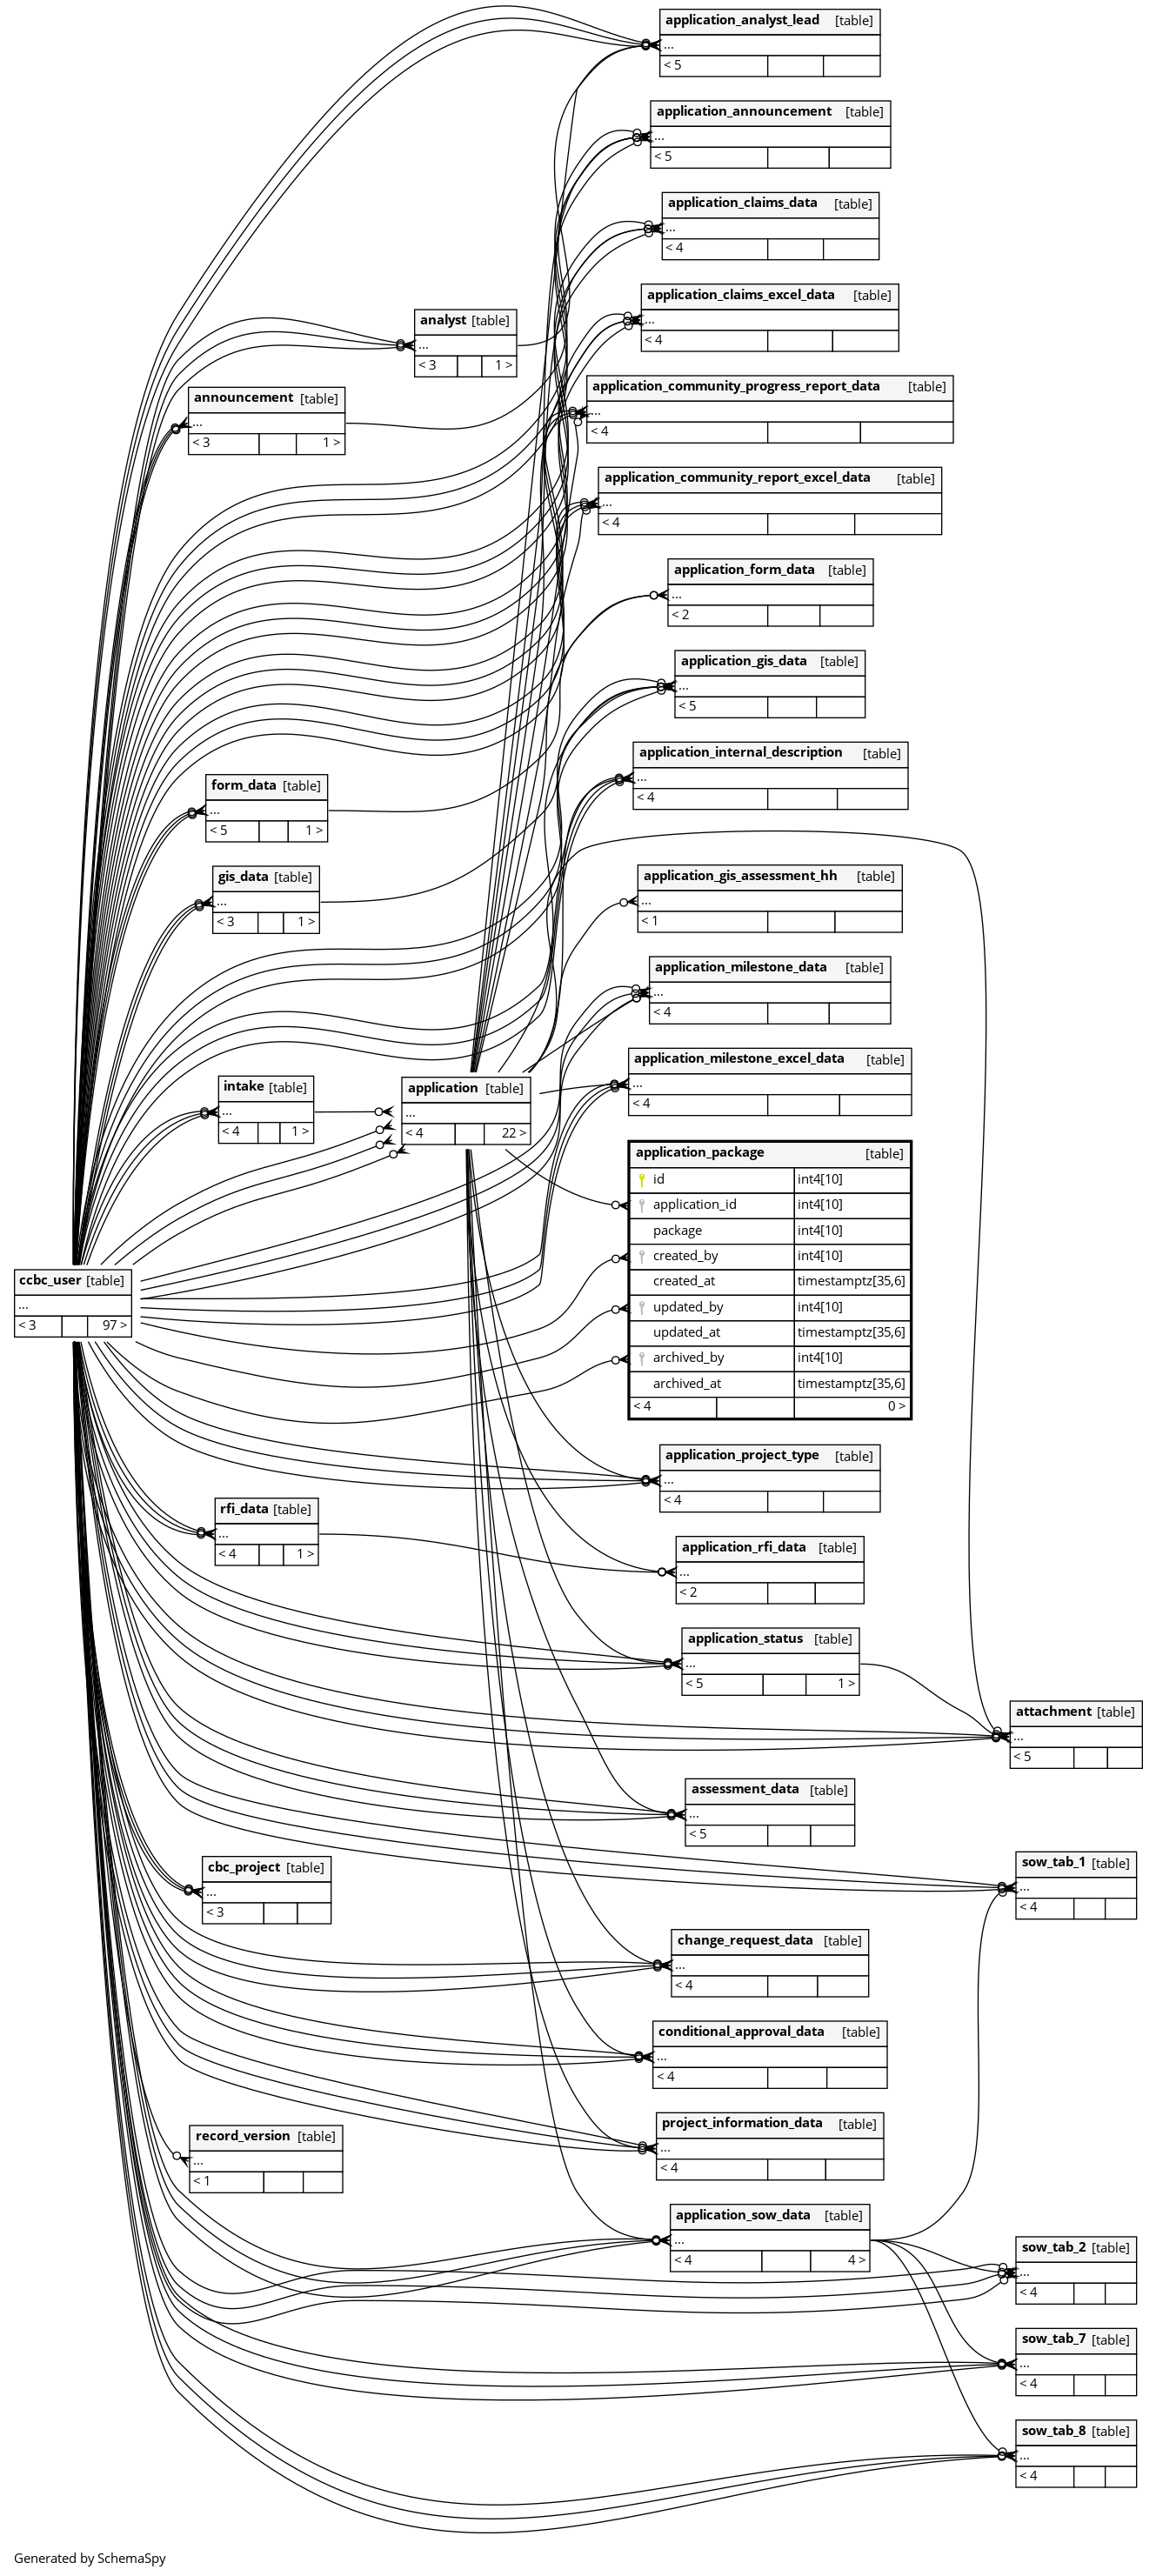 application_analyst_lead [table]
...
< 5
application_announcement [table]
...
< 5
application_claims_data [table]
...
< 4
application_claims_excel_data [table]
...
< 4
analyst [table]
...
< 3 1 >
application_community_progress_report_data [table]
...
< 4
announcement [table]
...
< 3 1 >
application_community_report_excel_data [table]
...
< 4
application_form_data [table]
...
< 2
application_gis_data [table]
...
< 5
application_internal_description [table]
...
< 4
form_data [table]
...
< 5 1 >
gis_data [table]
...
< 3 1 >
application_gis_assessment_hh [table]
...
< 1
application_milestone_data [table]
...
< 4
application_milestone_excel_data [table]
...
< 4
intake [table]
...
< 4 1 >
application [table]
...
< 4 22 >
application_package [table]
id int4[10]
application_id int4[10]
package int4[10]
created_by int4[10]
created_at timestamptz[35,6]
updated_by int4[10]
updated_at timestamptz[35,6]
archived_by int4[10]
archived_at timestamptz[35,6]
< 4 0 >
ccbc_user [table]
...
< 3 97 >
application_project_type [table]
...
< 4
rfi_data [table]
...
< 4 1 >
application_rfi_data [table]
...
< 2
application_status [table]
...
< 5 1 >
attachment [table]
...
< 5
assessment_data [table]
...
< 5
cbc_project [table]
...
< 3
sow_tab_1 [table]
...
< 4
change_request_data [table]
...
< 4
conditional_approval_data [table]
...
< 4
project_information_data [table]
...
< 4
record_version [table]
...
< 1
application_sow_data [table]
...
< 4 4 >
sow_tab_2 [table]
...
< 4
sow_tab_7 [table]
...
< 4
sow_tab_8 [table]
...
< 4
Generated by SchemaSpy